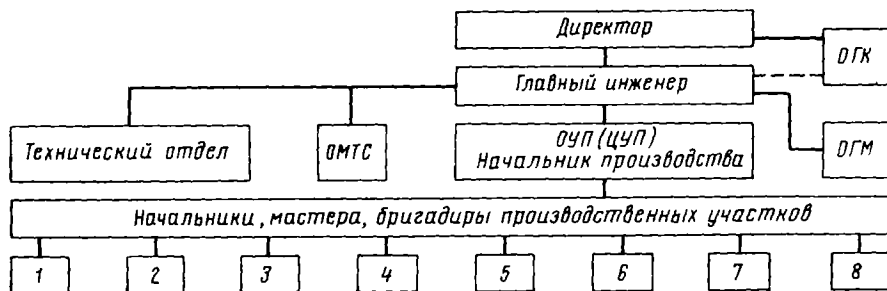 Директор
ОГК
Главный инженер
Технический отдел
ОМТС
ОУП (ЦУП)
Начальник производства
ОГМ
Начальники, мастера, бригадиры производственных участков
1 2 3 4 5 6 7 8